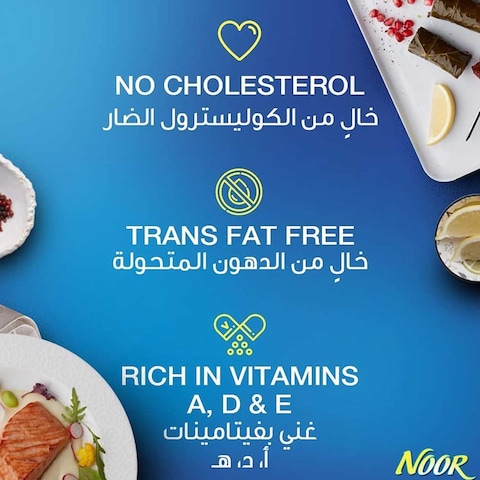 NO CHOLESTEROL
خالٍ من الكوليسترول الضار
TRANS FAT FREE
خالٍ من الدهون المتحولة
RICH IN VITAMINS
A, D & E
غني بفيتامينات
أ, د, هـ
NOOR